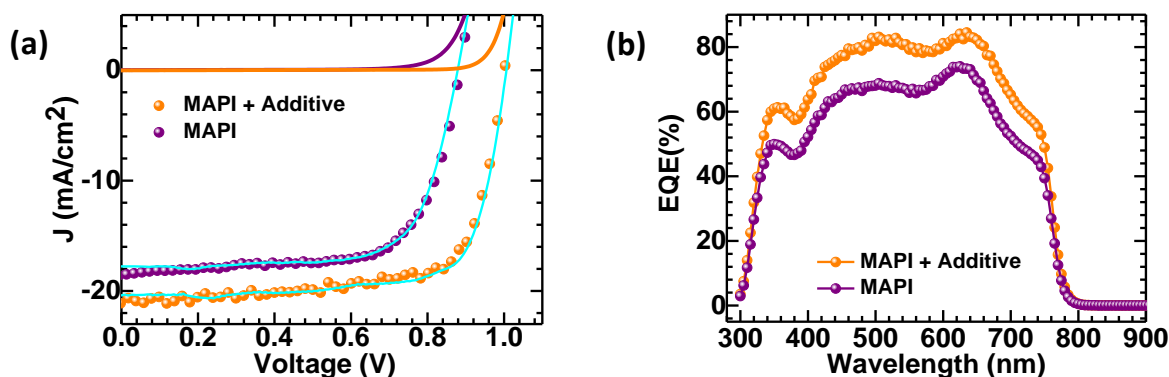 (a)
J (mA/cm2)
0
-10
-20
MAPI + Additive
MAPI
0.0 0.2 0.4 0.6 0.8 1.0
Voltage (V)
(b)
EQE(%)
80
60
40
20
0
MAPI + Additive
MAPI
300 400 500 600 700 800 900
Wavelength (nm)